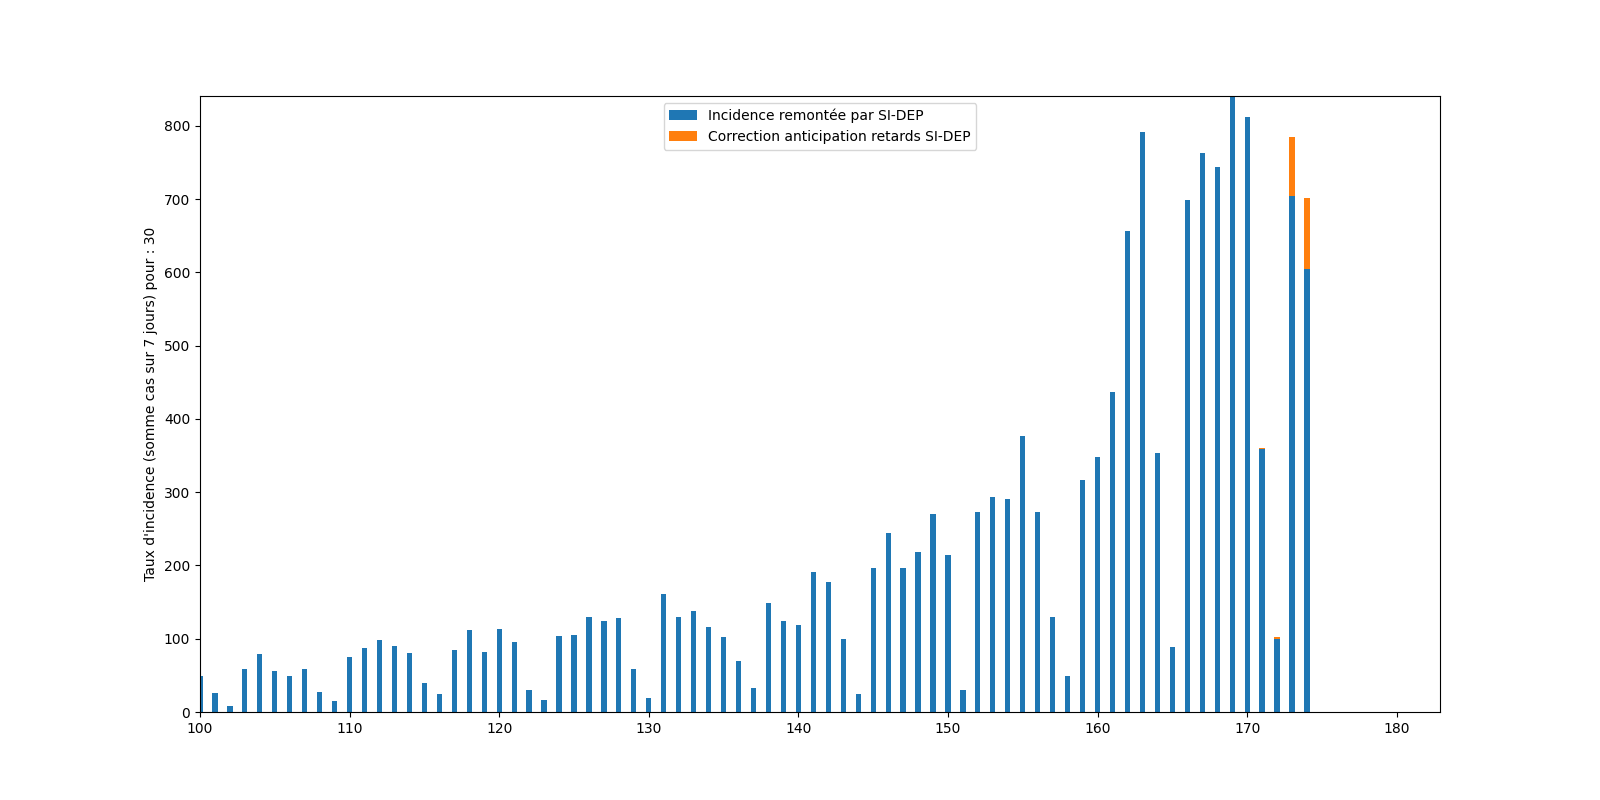 Incidence remontée par SI-DEP
Correction anticipation retards SI-DEP
Taux d'incidence (somme cas sur 7 jours) pour : 30
800
700
600
500
400
300
200
100
0
100 110 120 130 140 150 160 170 180